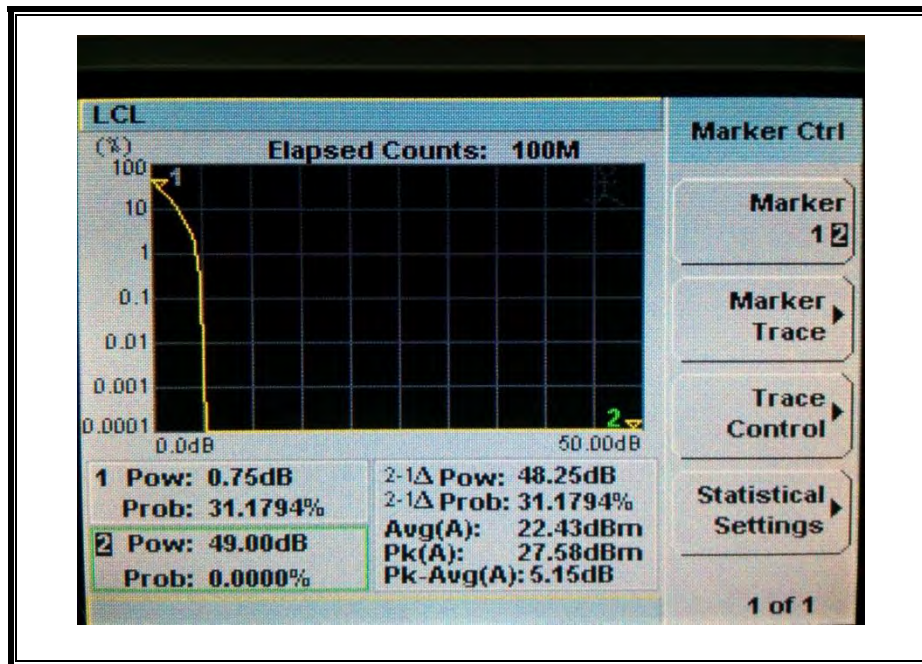 LCL
(%)
Elapsed Counts: 100M
100
10
1
0.1
0.01
0.001
0.0001
1
2
0.0dB
50.00dB
1 Pow: 0.75dB
Prob: 31.1794%
2 Pow: 49.00dB
Prob: 0.0000%
2-1Δ Pow: 48.25dB
2-1Δ Prob: 31.1794%
Avg(A): 22.43dBm
Pk(A): 27.58dBm
Pk-Avg(A): 5.15dB
Marker Ctrl
Marker
1 2
Marker
Trace
Trace
Control
Statistical
Settings
1 of 1